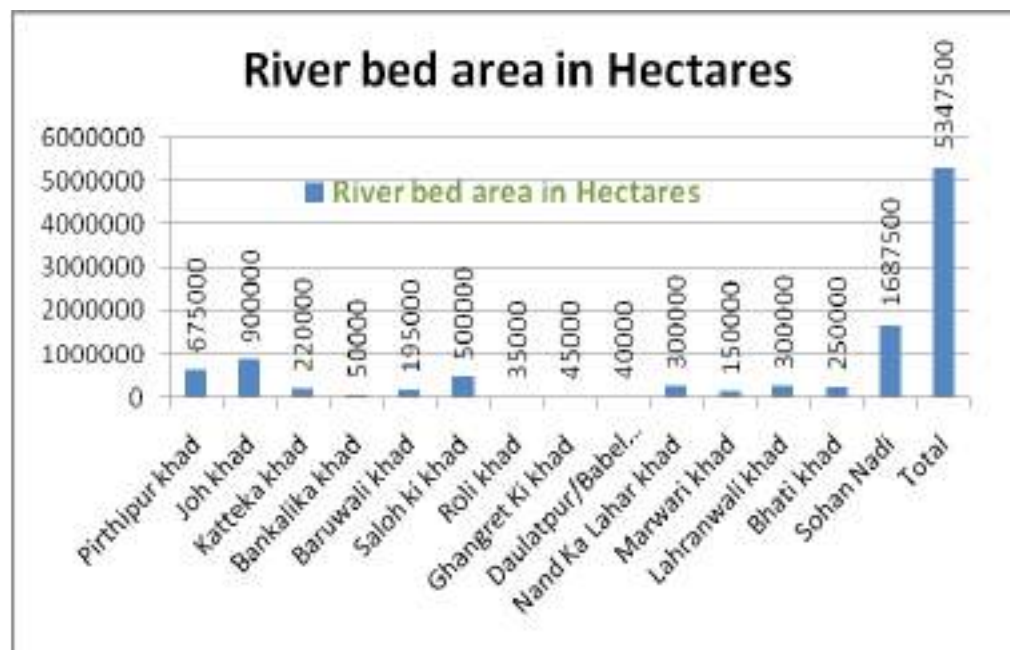 River bed area in Hectares
6000000
5000000
4000000
3000000
2000000
1000000
0
River bed area in Hectares
675000
900000
220000
50000
195000
500000
35000
45000
40000
300000
150000
300000
250000
1687500
5347500
Pirthipur khad
Joh khad
Katteka khad
Bankalika khad
Baruwali khad
Saloh ki khad
Roli khad
Ghangret Ki khad
Daulatpur/Babel...
Nand Ka Lahar khad
Marwari khad
Lahranwali khad
Bhati khad
Sohan Nadi
Total